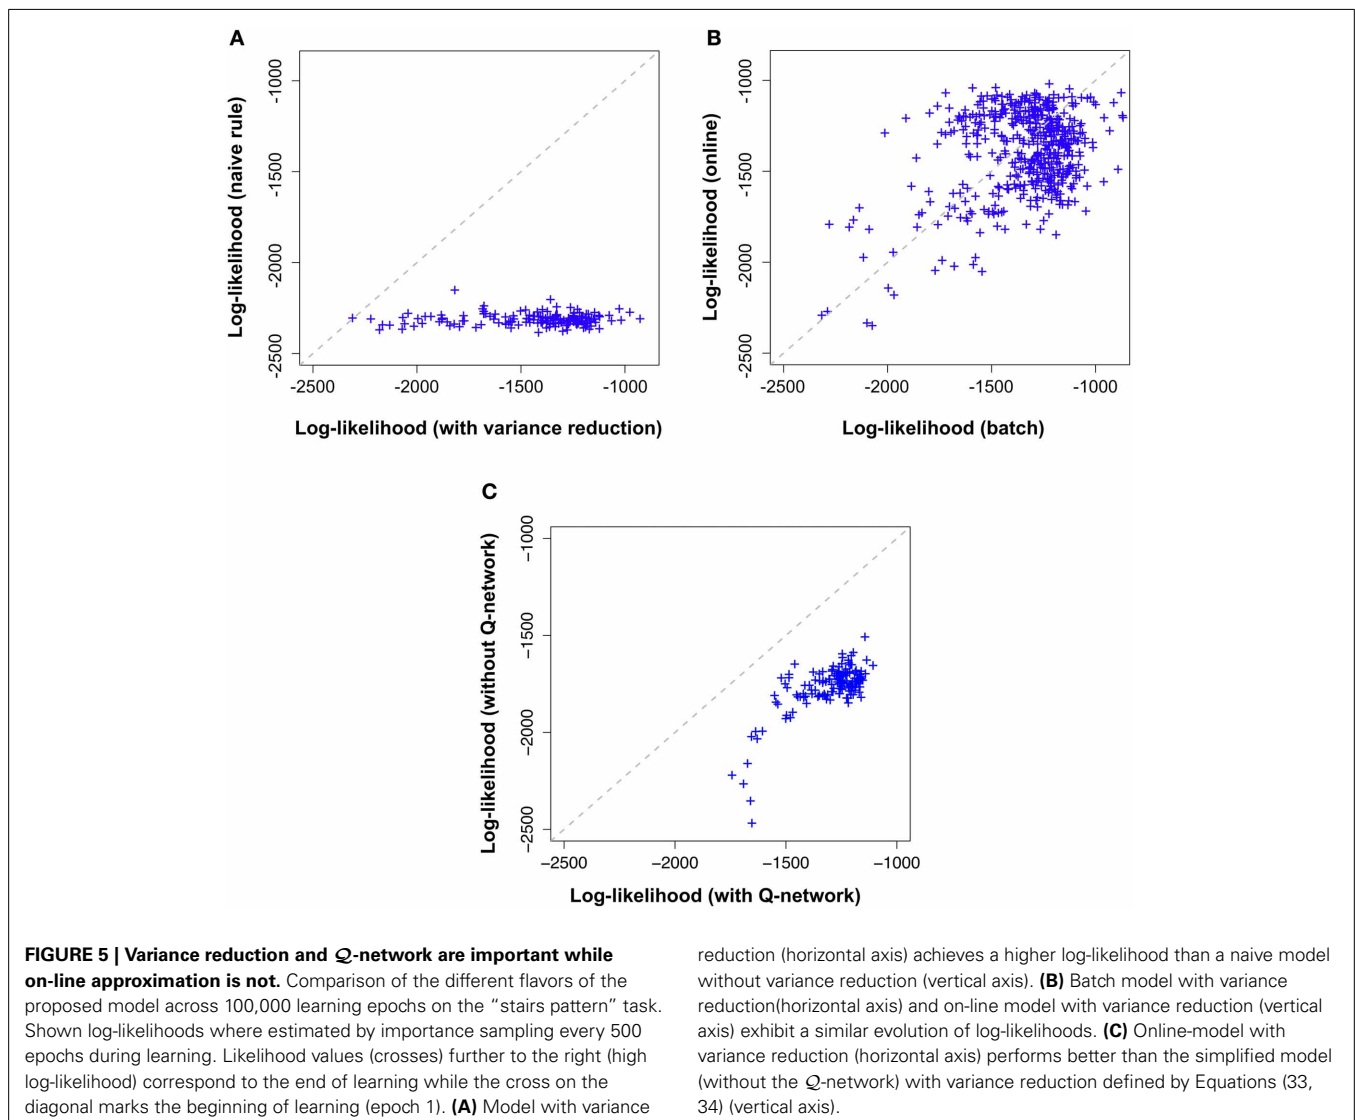 A
Log-likelihood (naive rule)
-1000
-1500
-2000
-2500
-2500 -2000 -1500 -1000
Log-likelihood (with variance reduction)
B
Log-likelihood (online)
-1000
-1500
-2000
-2500
-2500 -2000 -1500 -1000
Log-likelihood (batch)
C
Log-likelihood (without Q-network)
−1000
−1500
−2000
−2500
−2500 −2000 −1500 −1000
Log-likelihood (with Q-network)
FIGURE 5 | Variance reduction and Q-network are important while
on-line approximation is not. Comparison of the different flavors of the
proposed model across 100,000 learning epochs on the “stairs pattern” task.
Shown log-likelihoods where estimated by importance sampling every 500
epochs during learning. Likelihood values (crosses) further to the right (high
log-likelihood) correspond to the end of learning while the cross on the
diagonal marks the beginning of learning (epoch 1). (A) Model with variance
reduction (horizontal axis) achieves a higher log-likelihood than a naive model
without variance reduction (vertical axis). (B) Batch model with variance
reduction(horizontal axis) and on-line model with variance reduction (vertical
axis) exhibit a similar evolution of log-likelihoods. (C) Online-model with
variance reduction (horizontal axis) performs better than the simplified model
(without the Q-network) with variance reduction defined by Equations (33,
34) (vertical axis).